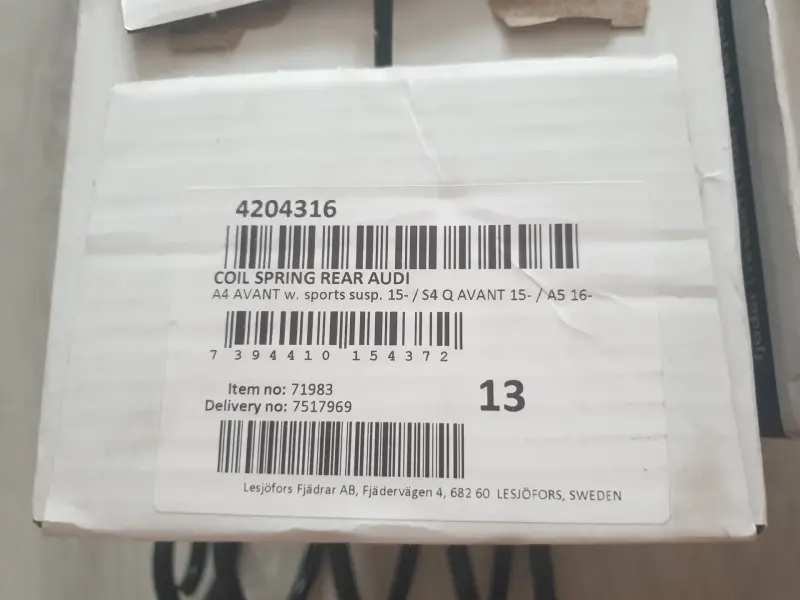 4204316
COIL SPRING REAR AUDI
A4 AVANT w. sports susp. 15- / S4 Q AVANT 15- / A5 16-
7 394410 154372
Item no: 71983
13
Delivery no: 7517969
Lesjöfors Fjädrar AB, Fjädervägen 4, 682 60 LESJÖFORS, SWEDEN